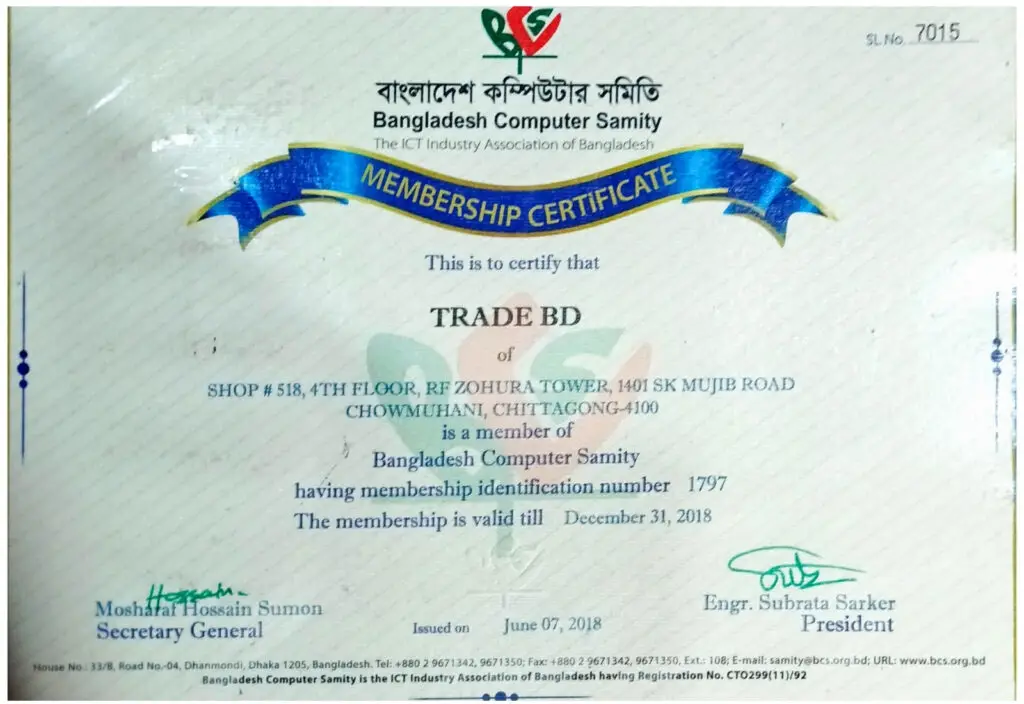 BCS
SL.No. 7015
বাংলাদেশ কম্পিউটার সমিতি
Bangladesh Computer Samity
The ICT Industry Association of Bangladesh
MEMBERSHIP CERTIFICATE
This is to certify that
TRADE BD
of
SHOP # 518, 4TH FLOOR, RF ZOHURA TOWER, 1401 SK MUJIB ROAD
CHOWMUHANI, CHITTAGONG-4100
is a member of
Bangladesh Computer Samity
having membership identification number 1797
The membership is valid till December 31, 2018
Hossain
Mosharaf Hossain Sumon
Secretary General
Issued on June 07, 2018
Engr. Subrata Sarker
President
House No.: 33/B, Road No.-04, Dhanmondi, Dhaka 1205, Bangladesh. Tel: +880 2 9671342, 9671350; Fax: +880 2 9671342, 9671350, Ext.: 108; E-mail: samity@bcs.org.bd; URL: www.bcs.org.bd
Bangladesh Computer Samity is the ICT Industry Association of Bangladesh having Registration No. CTO299(11)/92